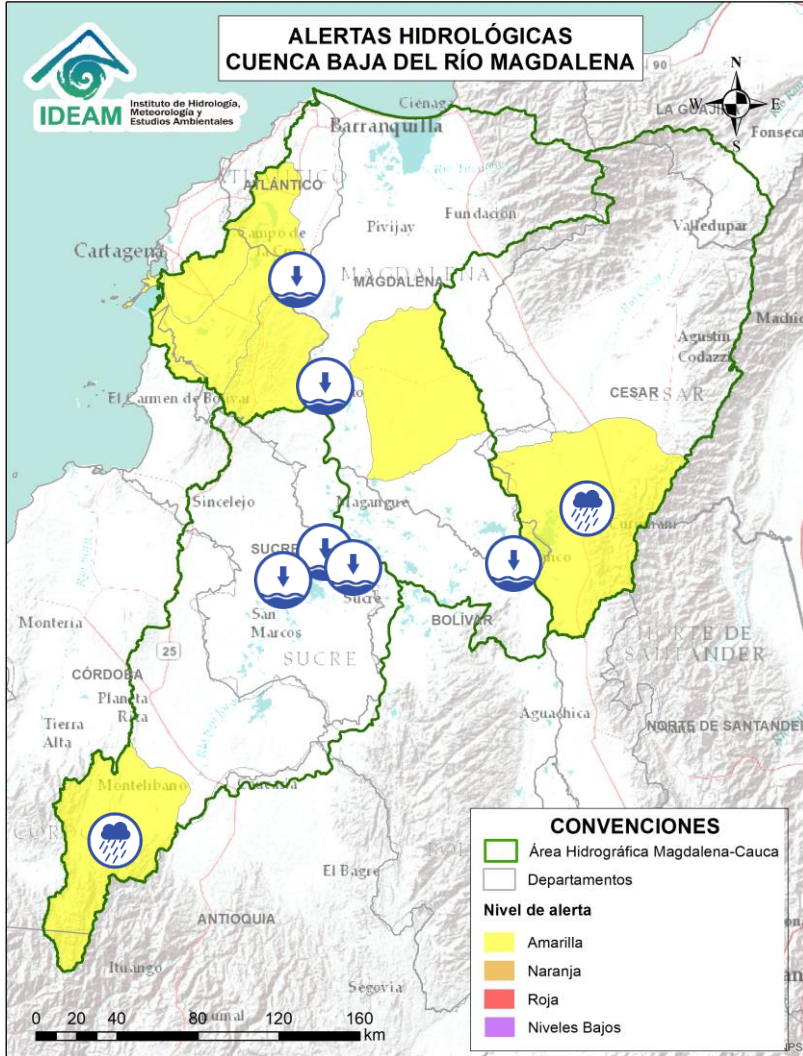 ALERTAS HIDROLÓGICAS
CUENCA BAJA DEL RÍO MAGDALENA
IDEAM
Instituto de Hidrología,
Meteorología y
Estudios Ambientales
N
W
E
S
90
LA GUAJI
Ciénaga
Barranquilla
Fonseca
ATLÁNTICO
Fundación
Pivijay
Valledupar
Cartagena
Campo de
MAGDALENA
MAGDALENA
Agustín
Codazzi
CESAR
CESAR
El Carmen de Bolívar
Sincelejo
Magangué
SUCRE
Sucre
San
Marcos
SUCRE
BOLÍVAR
Montería
25
CÓRDOBA
Planeta
Rica
Tierra
Alta
NORTE DE
SANTANDER
Aguachica
NORTE DE SANTANDER
Montelíbano
El Bagre
ANTIOQUIA
Ituango
Segovia
0 20 40 80 120 160
km
CONVENCIONES
Área Hidrográfica Magdalena-Cauca
Departamentos
Nivel de alerta
Amarilla
Naranja
Roja
Niveles Bajos